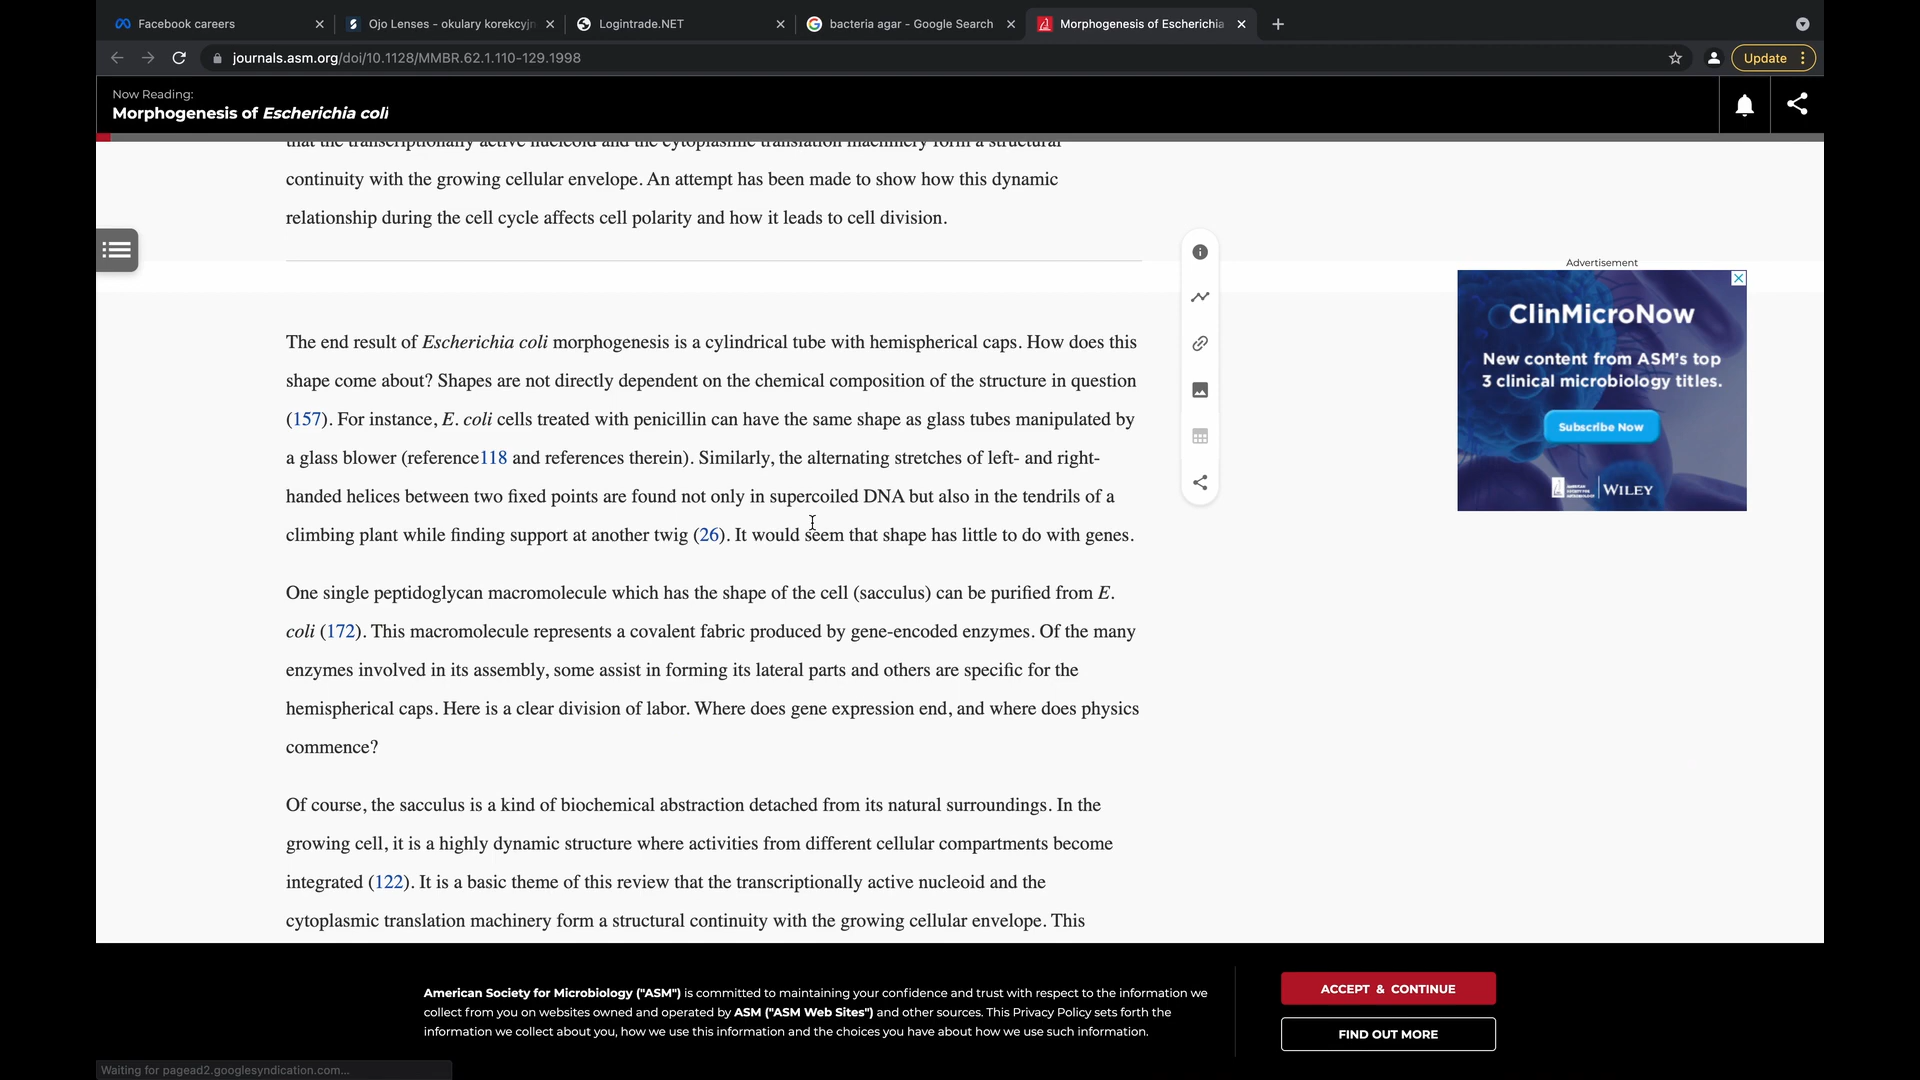 Facebook careers
Ojo Lenses - okulary korekcyjn
Logintrade.NET
bacteria agar - Google Search
Morphogenesis of Escherichia
journals.asm.org/doi/10.1128/MMBR.62.1.110-129.1998
Update
Now Reading:
Morphogenesis of Escherichia coli
that the transcriptionally active nucleoid and the cytoplasmic translation machinery form a structural
continuity with the growing cellular envelope. An attempt has been made to show how this dynamic
relationship during the cell cycle affects cell polarity and how it leads to cell division.
The end result of Escherichia coli morphogenesis is a cylindrical tube with hemispherical caps. How does this
shape come about? Shapes are not directly dependent on the chemical composition of the structure in question
(157). For instance, E. coli cells treated with penicillin can have the same shape as glass tubes manipulated by
a glass blower (reference118 and references therein). Similarly, the alternating stretches of left- and right-
handed helices between two fixed points are found not only in supercoiled DNA but also in the tendrils of a
climbing plant while finding support at another twig (26). It would seem that shape has little to do with genes.
One single peptidoglycan macromolecule which has the shape of the cell (sacculus) can be purified from E.
coli (172). This macromolecule represents a covalent fabric produced by gene-encoded enzymes. Of the many
enzymes involved in its assembly, some assist in forming its lateral parts and others are specific for the
hemispherical caps. Here is a clear division of labor. Where does gene expression end, and where does physics
commence?
Of course, the sacculus is a kind of biochemical abstraction detached from its natural surroundings. In the
growing cell, it is a highly dynamic structure where activities from different cellular compartments become
integrated (122). It is a basic theme of this review that the transcriptionally active nucleoid and the
cytoplasmic translation machinery form a structural continuity with the growing cellular envelope. This
Advertisement
ClinMicroNow
New content from ASM's top
3 clinical microbiology titles.
Subscribe Now
WILEY
American Society for Microbiology ("ASM") is committed to maintaining your confidence and trust with respect to the information we
collect from you on websites owned and operated by ASM ("ASM Web Sites") and other sources. This Privacy Policy sets forth the
information we collect about you, how we use this information and the choices you have about how we use such information.
ACCEPT & CONTINUE
FIND OUT MORE
Waiting for pagead2.googlesyndication.com...